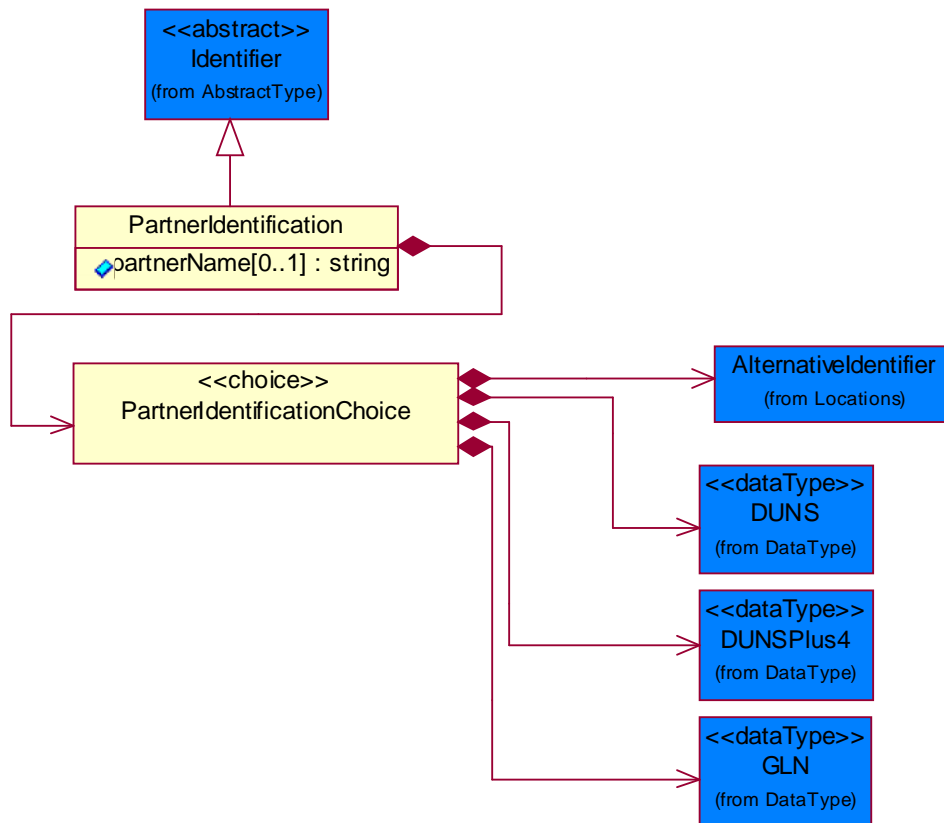 <<abstract>>
Identifier
(from AbstractType)
PartnerIdentification
partnerName[0..1] : string
<<choice>>
PartnerIdentificationChoice
AlternativeIdentifier
(from Locations)
<<dataType>>
DUNS
(from DataType)
<<dataType>>
DUNSPlus4
(from DataType)
<<dataType>>
GLN
(from DataType)